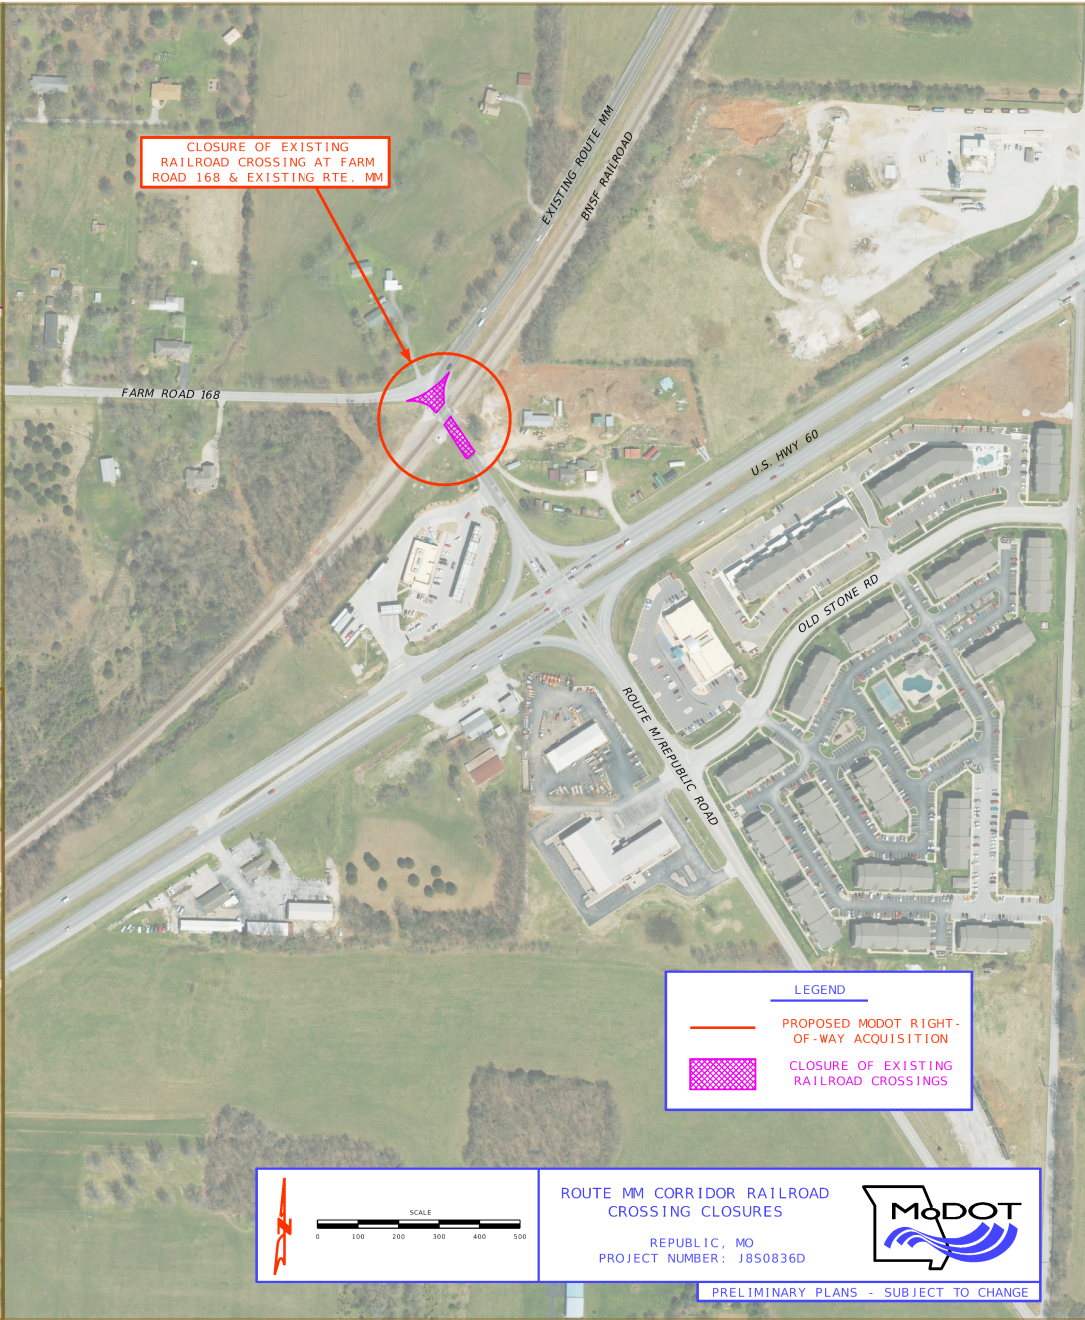 EXISTING ROUTE MM
BNSF RAILROAD
CLOSURE OF EXISTING
RAILROAD CROSSING AT FARM
ROAD 168 & EXISTING RTE. MM
FARM ROAD 168
U.S. HWY 60
OLD STONE RD
ROUTE M/REPUBLIC ROAD
LEGEND
PROPOSED MODOT RIGHT-
OF-WAY ACQUISITION
CLOSURE OF EXISTING
RAILROAD CROSSINGS
N
SCALE
0 100 200 300 400 500
ROUTE MM CORRIDOR RAILROAD
CROSSING CLOSURES
REPUBLIC, MO
PROJECT NUMBER: J8S0836D
MoDOT
PRELIMINARY PLANS - SUBJECT TO CHANGE